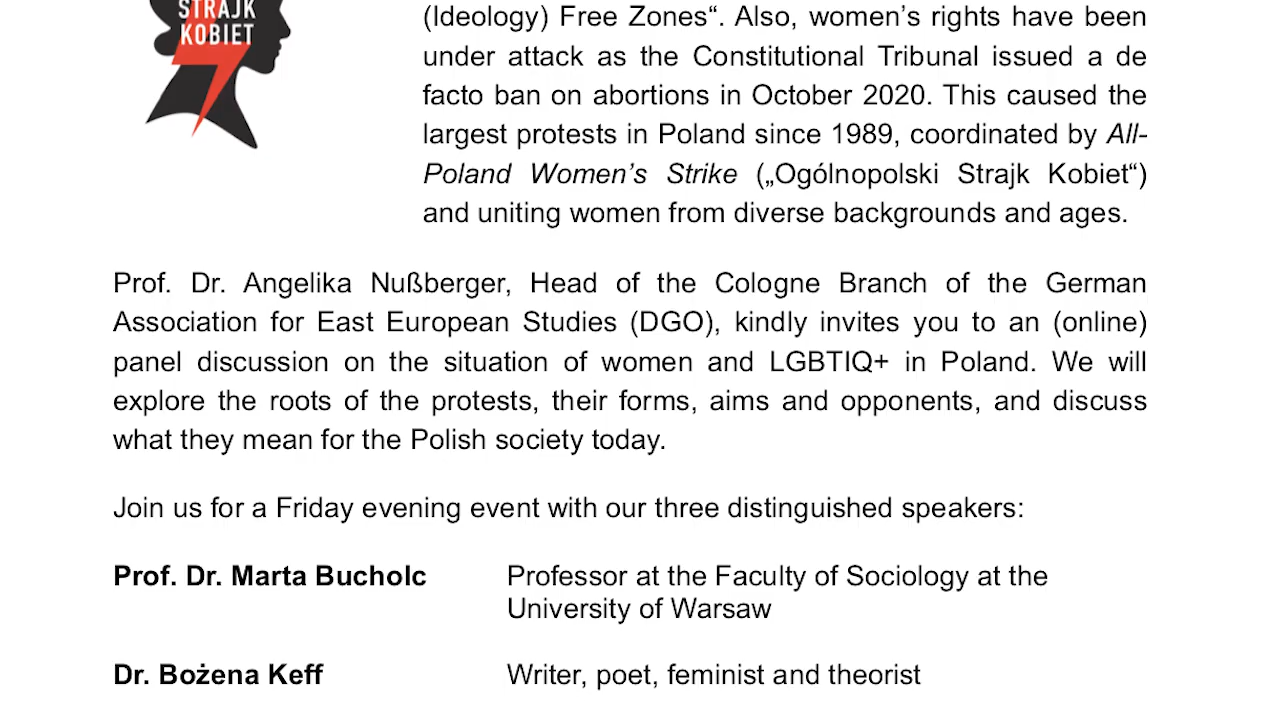 STRAJK
KOBIET
(Ideology) Free Zones“. Also, women’s rights have been
under attack as the Constitutional Tribunal issued a de
facto ban on abortions in October 2020. This caused the
largest protests in Poland since 1989, coordinated by All-
Poland Women’s Strike („Ogólnopolski Strajk Kobiet“)
and uniting women from diverse backgrounds and ages.
Prof. Dr. Angelika Nußberger, Head of the Cologne Branch of the German
Association for East European Studies (DGO), kindly invites you to an (online)
panel discussion on the situation of women and LGBTIQ+ in Poland. We will
explore the roots of the protests, their forms, aims and opponents, and discuss
what they mean for the Polish society today.
Join us for a Friday evening event with our three distinguished speakers:
Prof. Dr. Marta Bucholc Professor at the Faculty of Sociology at the
University of Warsaw
Dr. Bożena Keff Writer, poet, feminist and theorist